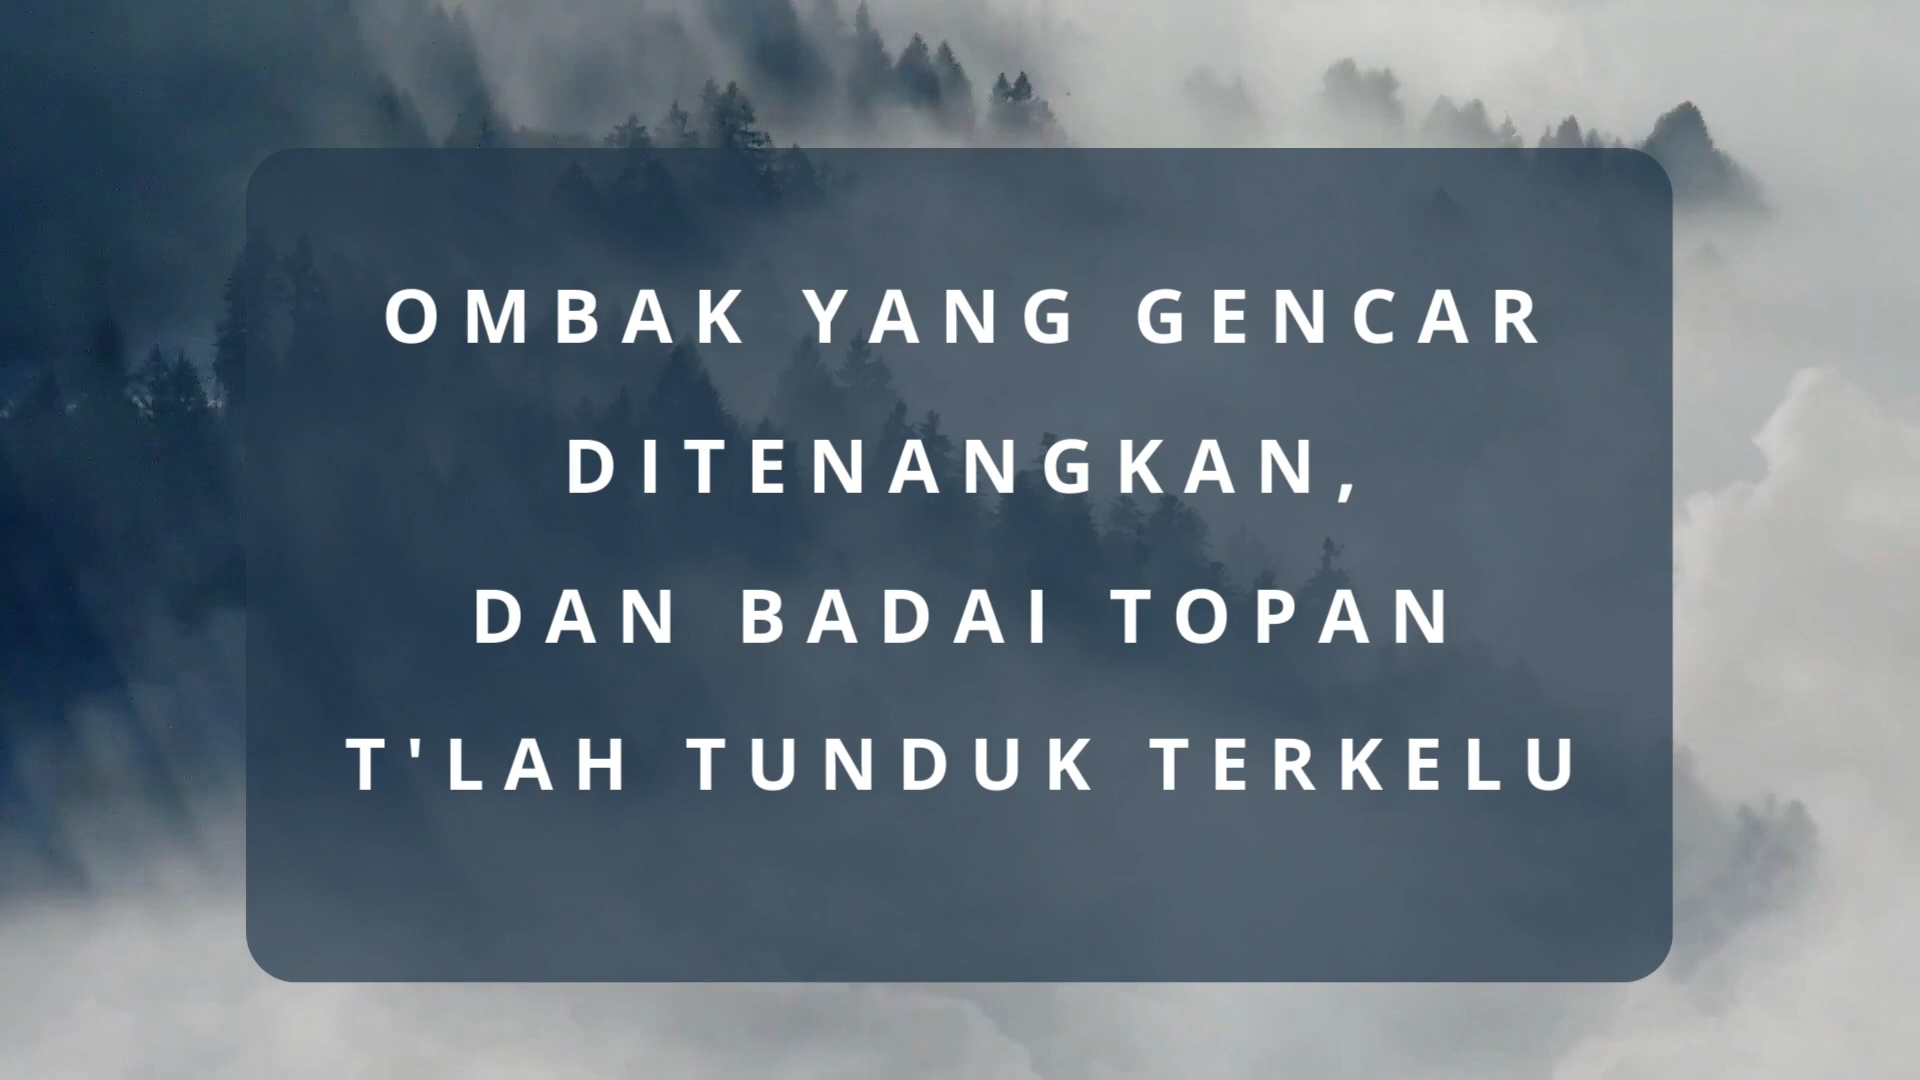 OMBAK YANG GENCAR
DITENANGKAN,
DAN BADAI TOPAN
T'LAH TUNDUK TERKELU